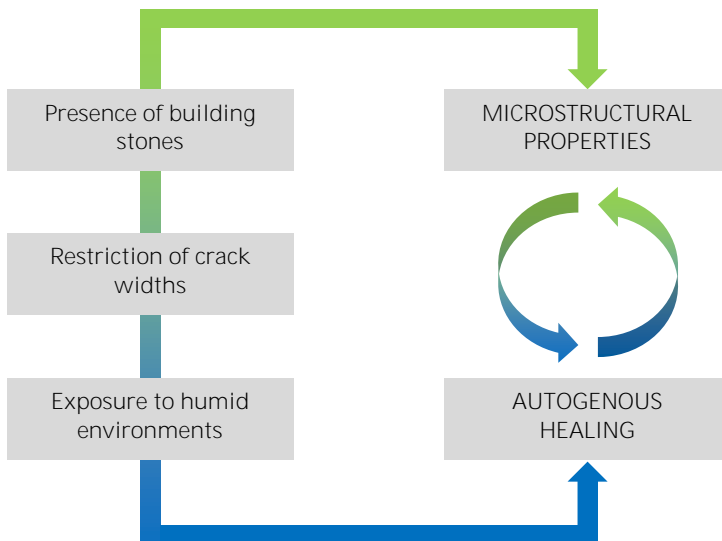 Presence of building
stones
MICROSTRUCTURAL
PROPERTIES
Restriction of crack
widths
Exposure to humid
environments
AUTOGENOUS
HEALING